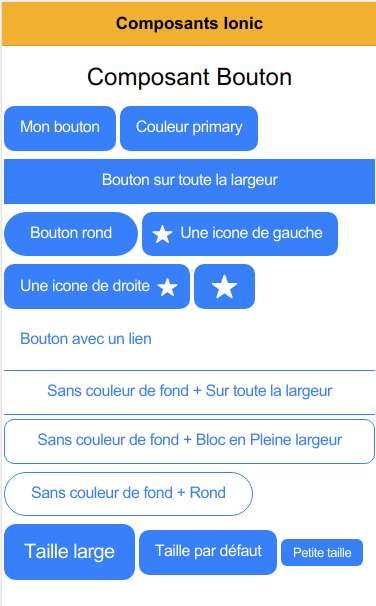 Composants Ionic
Composant Bouton
Mon bouton
Couleur primary
Bouton sur toute la largeur
Bouton rond
Une icone de gauche
Une icone de droite
Bouton avec un lien
Sans couleur de fond + Sur toute la largeur
Sans couleur de fond + Bloc en Pleine largeur
Sans couleur de fond + Rond
Taille large
Taille par défaut
Petite taille